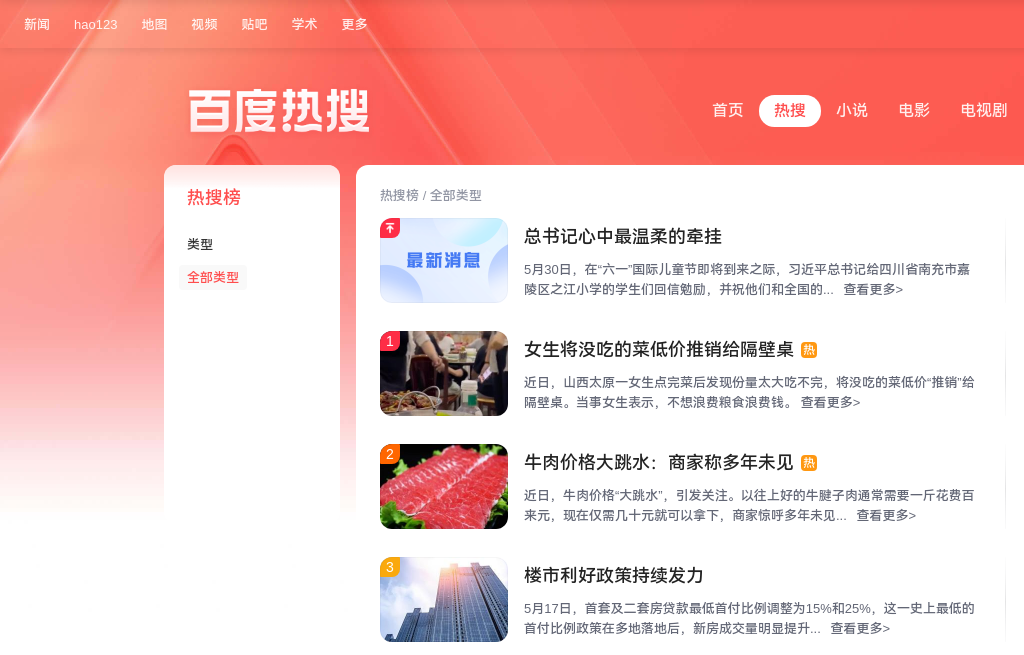 新闻 hao123 地图 视频 贴吧 学术 更多
百度热搜
首页 热搜 小说 电影 电视剧
热搜榜
类型
全部类型
热搜榜 / 全部类型
最新消息
总书记心中最温柔的牵挂
5月30日，在“六一”国际儿童节即将到来之际，习近平总书记给四川省南充市嘉
陵区之江小学的学生们回信勉励，并祝他们和全国的... 查看更多>
1
女生将没吃的菜低价推销给隔壁桌 热
近日，山西太原一女生点完菜后发现份量太大吃不完，将没吃的菜低价“推销”给
隔壁桌。当事女生表示，不想浪费粮食浪费钱。 查看更多>
2
牛肉价格大跳水：商家称多年未见 热
近日，牛肉价格“大跳水”，引发关注。以往上好的牛腱子肉通常需要一斤花费百
来元，现在仅需几十元就可以拿下，商家惊呼多年未见... 查看更多>
3
楼市利好政策持续发力
5月17日，首套及二套房贷款最低首付比例调整为15%和25%，这一史上最低的
首付比例政策在多地落地后，新房成交量明显提升... 查看更多>